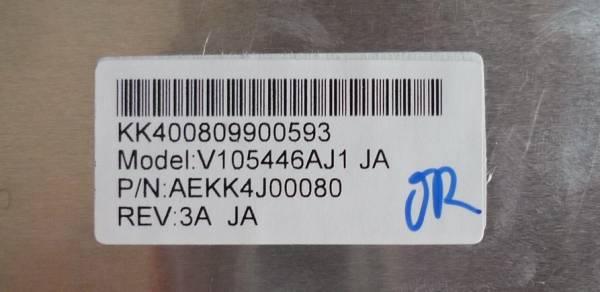 KK400809900593
Model:V105446AJ1 JA
P/N:AEKK4J00080
REV:3A JA
JR